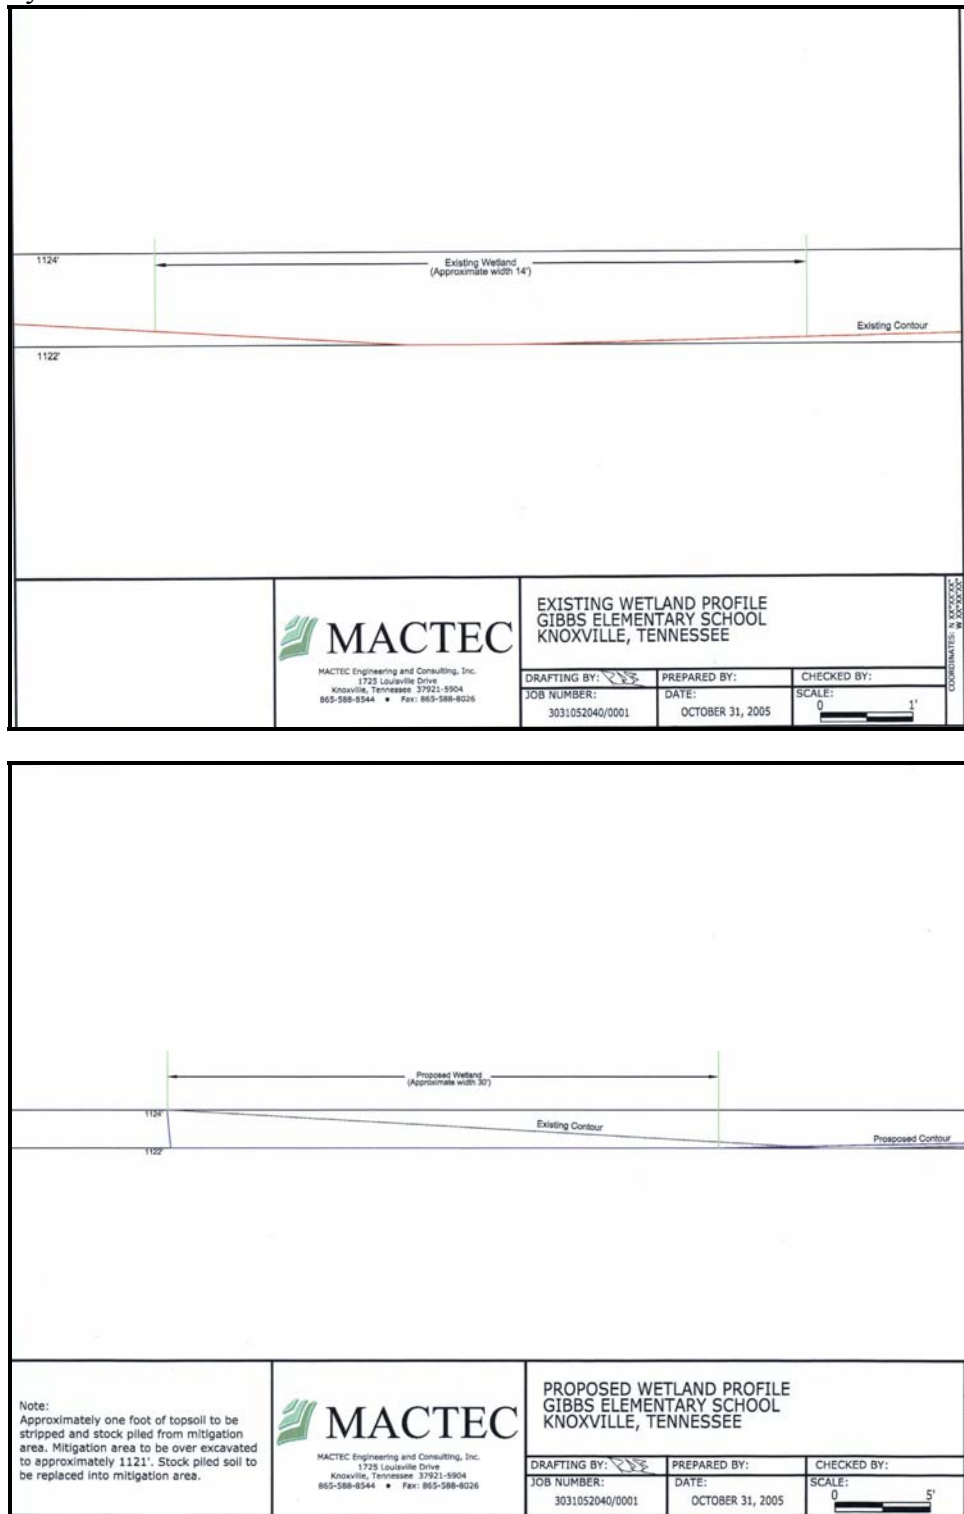 1124'
Existing Wetland
(Approximate width 14')
Existing Contour
1122'
MACTEC
MACTEC Engineering and Consulting, Inc.
1725 Louisville Drive
Knoxville, Tennessee 37921-5904
865-588-8544 • Fax: 865-588-8026
EXISTING WETLAND PROFILE
GIBBS ELEMENTARY SCHOOL
KNOXVILLE, TENNESSEE
DRAFTING BY:
PREPARED BY:
CHECKED BY:
JOB NUMBER:
3031052040/0001
DATE:
OCTOBER 31, 2005
SCALE:
0 1'
COORDINATES: N XX°XX'XX"
W XX°XX'XX"
Proposed Wetland
(Approximate width 30')
1124'
Existing Contour
Prosposed Contour
1122'
Note:
Approximately one foot of topsoil to be
stripped and stock piled from mitigation
area. Mitigation area to be over excavated
to approximately 1121'. Stock piled soil to
be replaced into mitigation area.
MACTEC
MACTEC Engineering and Consulting, Inc.
1725 Louisville Drive
Knoxville, Tennessee 37921-5904
865-588-8544 • Fax: 865-588-8026
PROPOSED WETLAND PROFILE
GIBBS ELEMENTARY SCHOOL
KNOXVILLE, TENNESSEE
DRAFTING BY:
PREPARED BY:
CHECKED BY:
JOB NUMBER:
3031052040/0001
DATE:
OCTOBER 31, 2005
SCALE:
0 5'